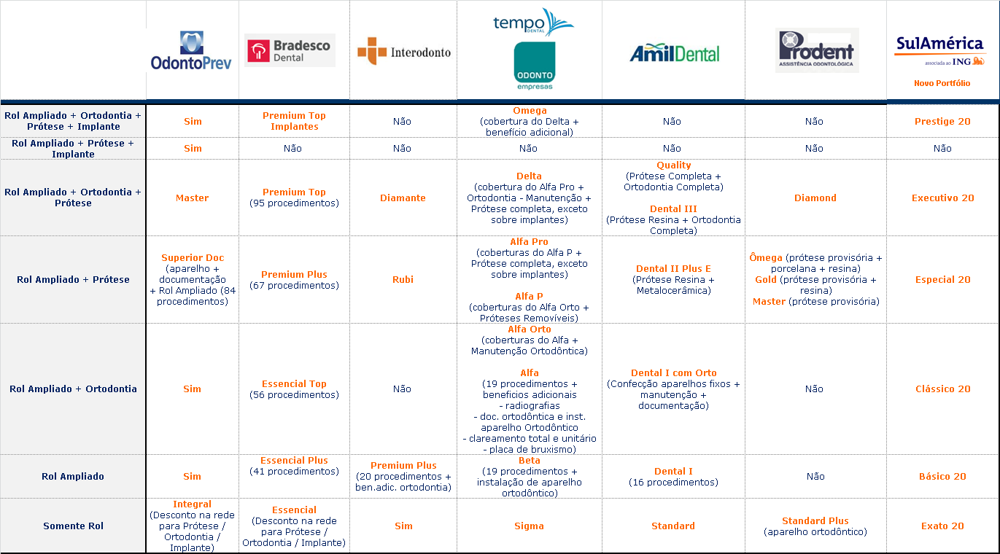 OdontoPrev
Bradesco
Dental
Interodonto
tempo
DENTAL
ODONTO
empresas
AmilDental
Prodent
ASSISTÊNCIA ODONTOLÓGICA
SulAmérica
associada ao ING
Novo Portfólio
Rol Ampliado + Ortodontia +
Prótese + Implante
Sim
Premium Top
Implantes
Não
Omega
(cobertura do Delta +
benefício adicional)
Não
Não
Prestige 20
Rol Ampliado + Prótese +
Implante
Sim
Não
Não
Não
Não
Não
Não
Rol Ampliado + Ortodontia +
Prótese
Master
Premium Top
(95 procedimentos)
Diamante
Delta
(cobertura do Alfa Pro +
Ortodontia - Manutenção +
Prótese completa, exceto
sobre implantes)
Quality
(Prótese Completa +
Ortodontia Completa)
Dental III
(Prótese Resina + Ortodontia
Completa)
Diamond
Executivo 20
Rol Ampliado + Prótese
Superior Doc
(aparelho +
documentação
+ Rol Ampliado (84
procedimentos)
Premium Plus
(67 procedimentos)
Rubi
Alfa Pro
(coberturas do Alfa P +
Prótese completa, exceto
sobre implantes)
Alfa P
(coberturas do Alfa Orto +
Próteses Removíveis)
Dental II Plus E
(Prótese Resina +
Metalocerâmica)
Ômega (prótese provisória +
porcelana + resina)
Gold (prótese provisória +
resina)
Master (prótese provisória)
Especial 20
Rol Ampliado + Ortodontia
Sim
Essencial Top
(56 procedimentos)
Não
Alfa Orto
(coberturas do Alfa +
Manutenção Ortodôntica)
Alfa
(19 procedimentos +
beneficios adicionais
- radiografias
- doc. ortodôntica e inst.
aparelho Ortodôntico
- clareamento total e unitário
- placa de bruxismo)
Dental I com Orto
(Confecção aparelhos fixos +
manutenção +
documentação)
Não
Clássico 20
Rol Ampliado
Sim
Essencial Plus
(41 procedimentos)
Premium Plus
(20 procedimentos +
ben.adic. ortodontia)
Beta
(19 procedimentos +
instalação de aparelho
ortodôntico)
Dental I
(16 procedimentos)
Não
Básico 20
Somente Rol
Integral
(Desconto na rede
para Prótese /
Ortodontia /
Implante)
Essencial
(Desconto na rede
para Prótese /
Ortodontia / Implante)
Sim
Sigma
Standard
Standard Plus
(aparelho ortodôntico)
Exato 20